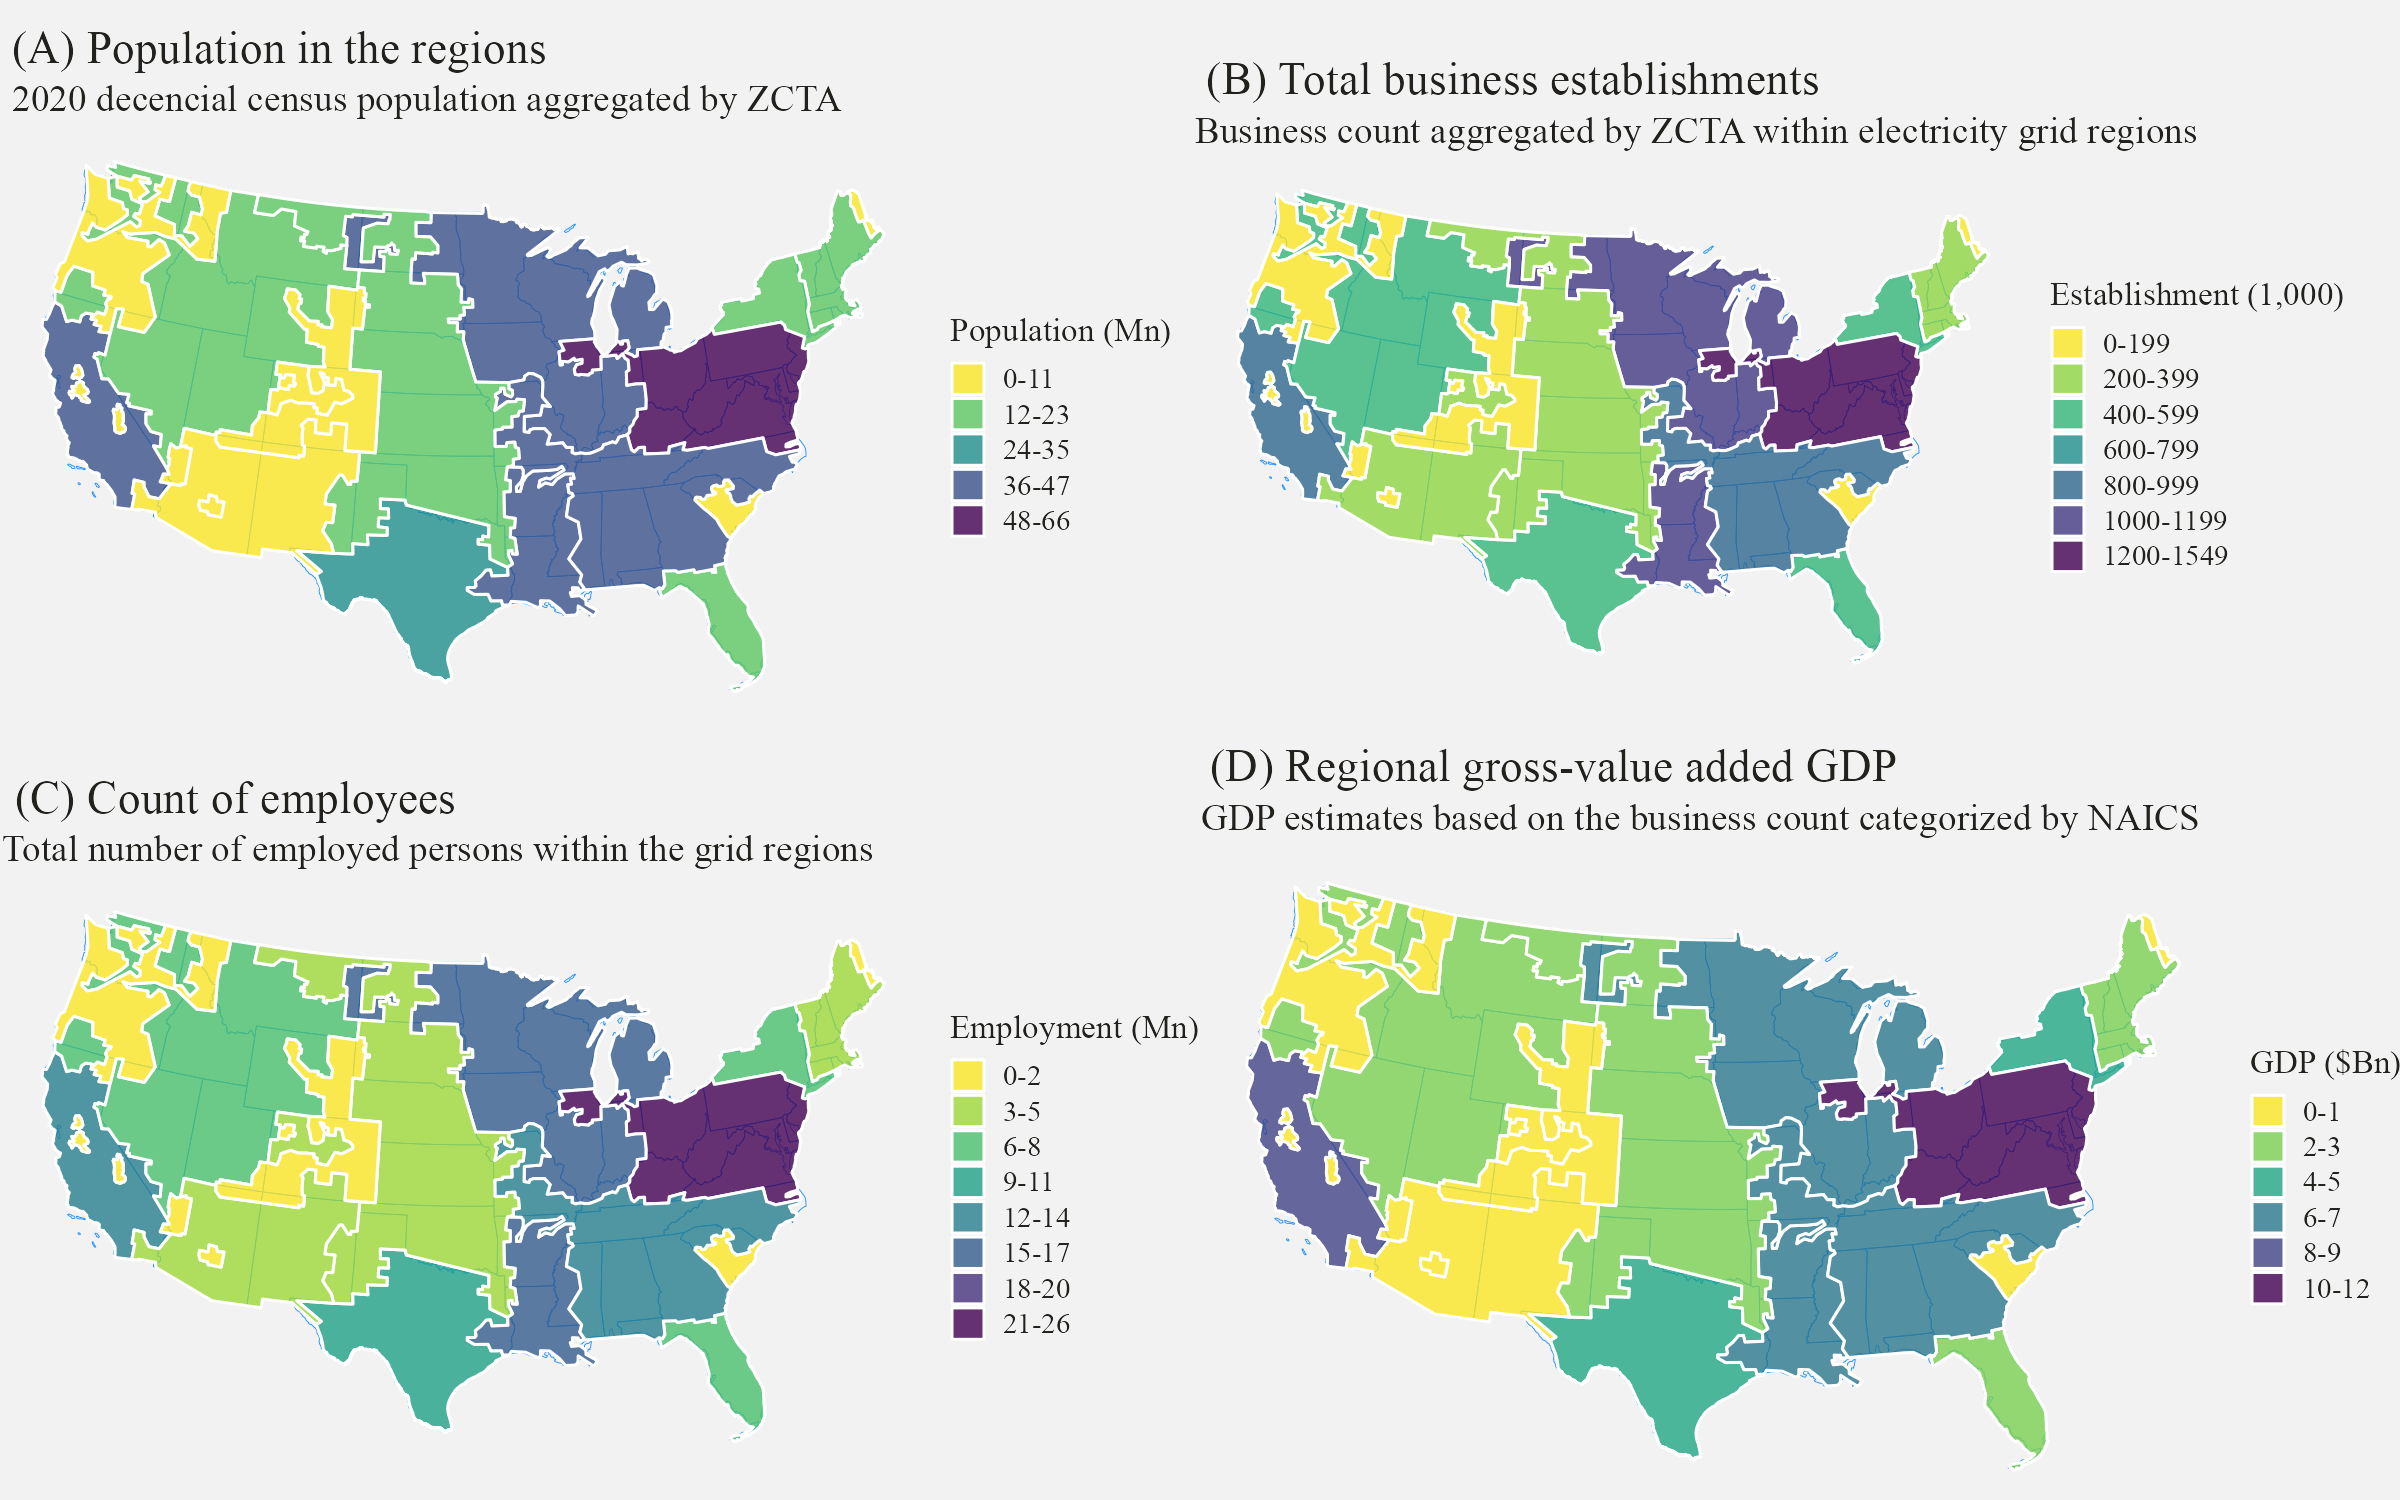 (A) Population in the regions
2020 decencial census population aggregated by ZCTA
Population (Mn)
0-11
12-23
24-35
36-47
48-66
(B) Total business establishments
Business count aggregated by ZCTA within electricity grid regions
Establishment (1,000)
0-199
200-399
400-599
600-799
800-999
1000-1199
1200-1549
(C) Count of employees
Total number of employed persons within the grid regions
Employment (Mn)
0-2
3-5
6-8
9-11
12-14
15-17
18-20
21-26
(D) Regional gross-value added GDP
GDP estimates based on the business count categorized by NAICS
GDP ($Bn)
0-1
2-3
4-5
6-7
8-9
10-12